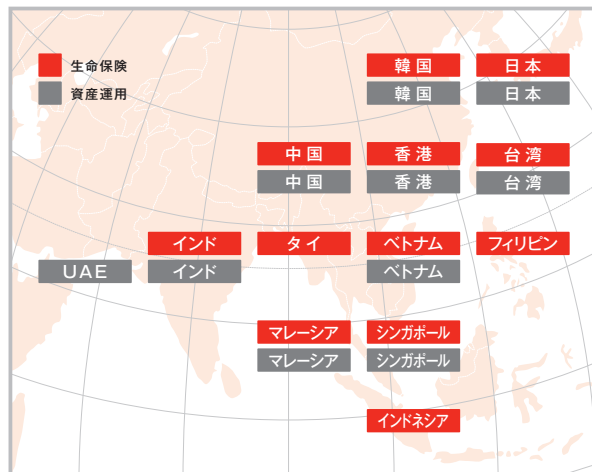 生命保険
資産運用
韓国
韓国
日本
日本
中国
中国
香港
香港
台湾
台湾
UAE
インド
インド
タイ
ベトナム
ベトナム
フィリピン
マレーシア
マレーシア
シンガポール
シンガポール
インドネシア